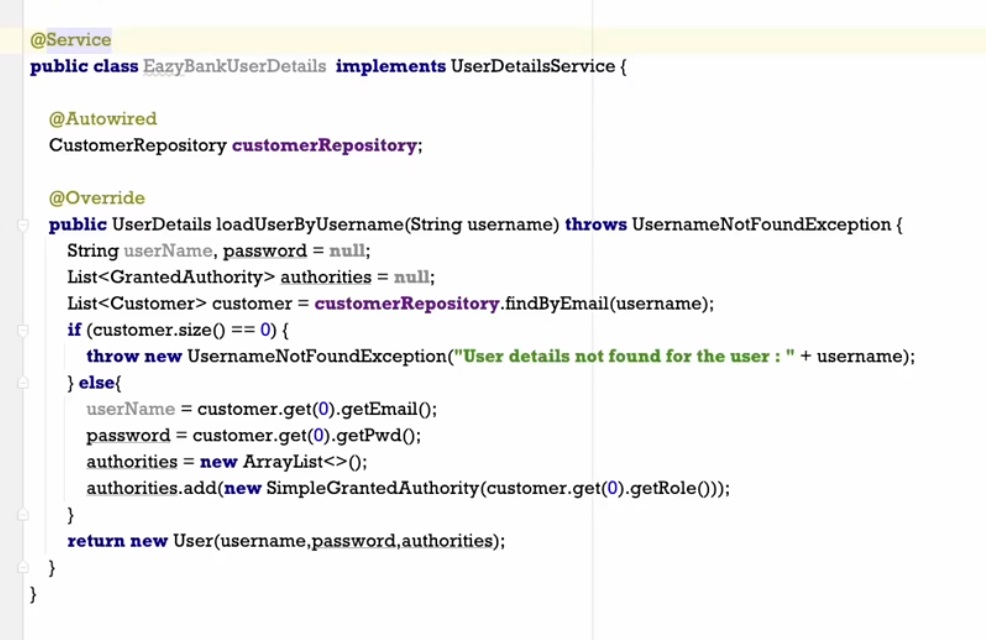 @Service
public class EazyBankUserDetails implements UserDetailsService {
@Autowired
CustomerRepository customerRepository;
@Override
public UserDetails loadUserByUsername(String username) throws UsernameNotFoundException {
String userName, password = null;
List<GrantedAuthority> authorities = null;
List<Customer> customer = customerRepository.findByEmail(username);
if (customer.size() == 0) {
throw new UsernameNotFoundException("User details not found for the user : " + username);
} else{
userName = customer.get(0).getEmail();
password = customer.get(0).getPwd();
authorities = new ArrayList<>();
authorities.add(new SimpleGrantedAuthority(customer.get(0).getRole()));
}
return new User(username,password,authorities);
}
}